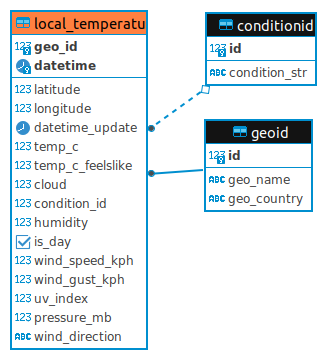 local_temperatu
123 geo_id
datetime
123 latitude
123 longitude
datetime_update
123 temp_c
123 temp_c_feelslike
123 cloud
123 condition_id
123 humidity
is_day
123 wind_speed_kph
123 wind_gust_kph
123 uv_index
123 pressure_mb
ABC wind_direction
conditionid
123 id
ABC condition_str
geoid
123 id
ABC geo_name
ABC geo_country